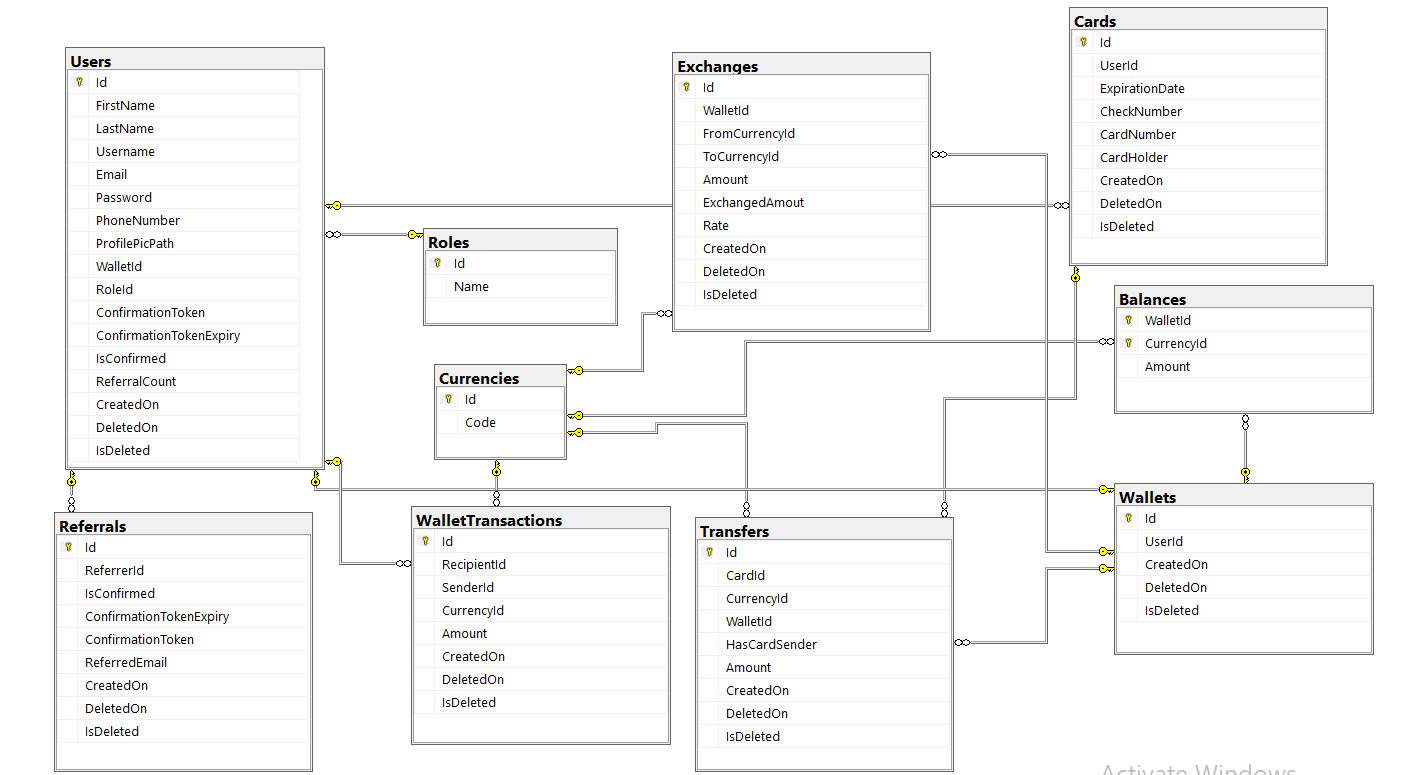 Users
Id
FirstName
LastName
Username
Email
Password
PhoneNumber
ProfilePicPath
WalletId
RoleId
ConfirmationToken
ConfirmationTokenExpiry
IsConfirmed
ReferralCount
CreatedOn
DeletedOn
IsDeleted
Roles
Id
Name
Exchanges
Id
WalletId
FromCurrencyId
ToCurrencyId
Amount
ExchangedAmout
Rate
CreatedOn
DeletedOn
IsDeleted
Cards
Id
UserId
ExpirationDate
CheckNumber
CardNumber
CardHolder
CreatedOn
DeletedOn
IsDeleted
Currencies
Id
Code
Balances
WalletId
CurrencyId
Amount
Referrals
Id
ReferrerId
IsConfirmed
ConfirmationTokenExpiry
ConfirmationToken
ReferredEmail
CreatedOn
DeletedOn
IsDeleted
WalletTransactions
Id
RecipientId
SenderId
CurrencyId
Amount
CreatedOn
DeletedOn
IsDeleted
Transfers
Id
CardId
CurrencyId
WalletId
HasCardSender
Amount
CreatedOn
DeletedOn
IsDeleted
Wallets
Id
UserId
CreatedOn
DeletedOn
IsDeleted
Activate Windows